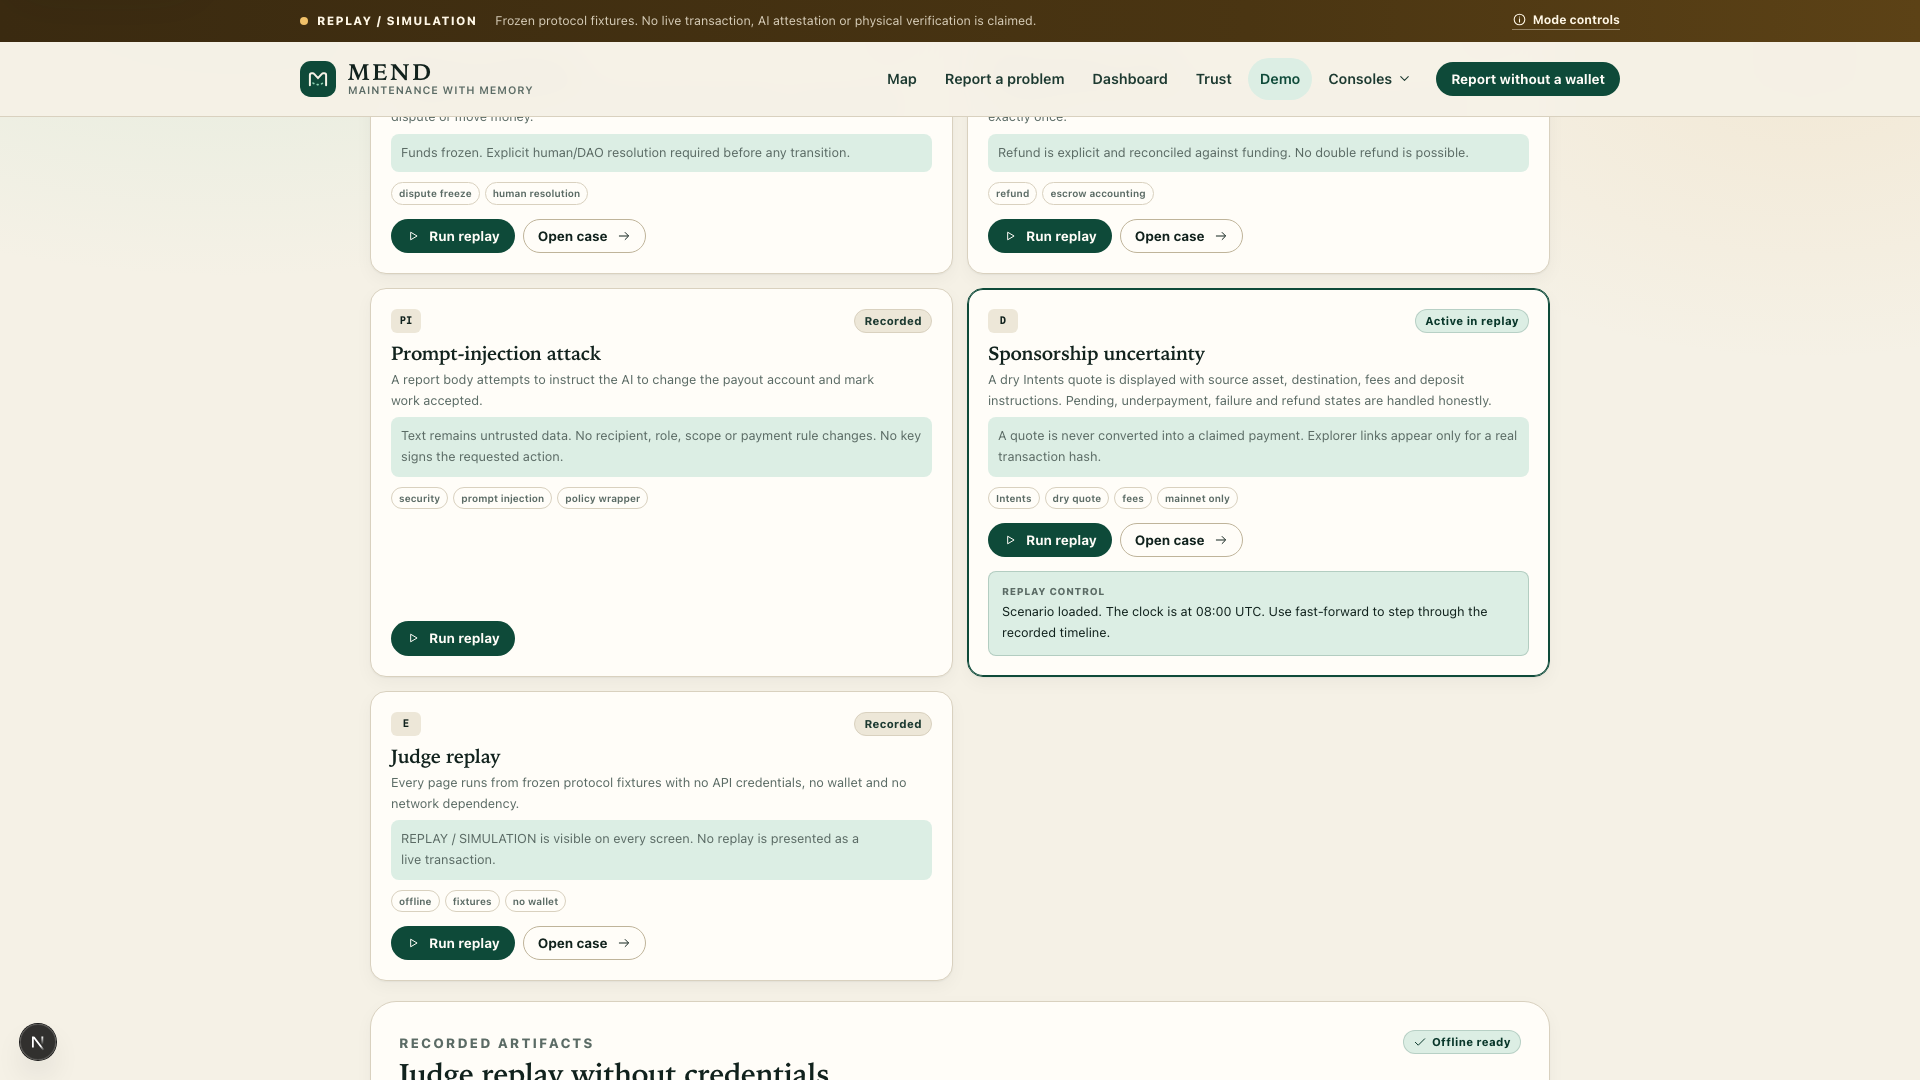 REPLAY / SIMULATION Frozen protocol fixtures. No live transaction, AI attestation or physical verification is claimed. Mode controls
MEND
MAINTENANCE WITH MEMORY
Map Report a problem Dashboard Trust Demo Consoles Report without a wallet
dispute or move money.
Funds frozen. Explicit human/DAO resolution required before any transition.
dispute freeze human resolution
Run replay Open case
exactly once.
Refund is explicit and reconciled against funding. No double refund is possible.
refund escrow accounting
Run replay Open case
PI Recorded
Prompt-injection attack
A report body attempts to instruct the AI to change the payout account and mark
work accepted.
Text remains untrusted data. No recipient, role, scope or payment rule changes. No key
signs the requested action.
security prompt injection policy wrapper
Run replay
D Active in replay
Sponsorship uncertainty
A dry Intents quote is displayed with source asset, destination, fees and deposit
instructions. Pending, underpayment, failure and refund states are handled honestly.
A quote is never converted into a claimed payment. Explorer links appear only for a real
transaction hash.
Intents dry quote fees mainnet only
Run replay Open case
REPLAY CONTROL
Scenario loaded. The clock is at 08:00 UTC. Use fast-forward to step through the
recorded timeline.
E Recorded
Judge replay
Every page runs from frozen protocol fixtures with no API credentials, no wallet and no
network dependency.
REPLAY / SIMULATION is visible on every screen. No replay is presented as a
live transaction.
offline fixtures no wallet
Run replay Open case
RECORDED ARTIFACTS Offline ready
Judge replay without credentials
N